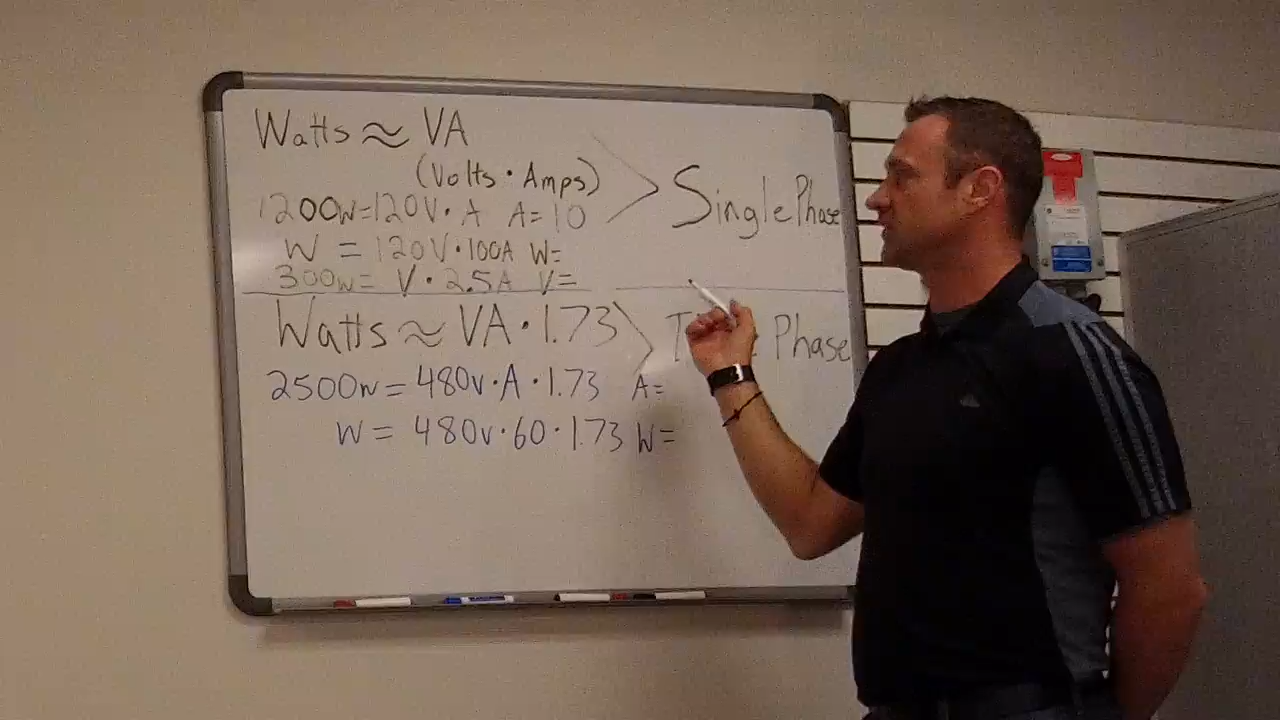 Watts ≈ VA
(Volts · Amps)
Single Phase
1200w=120V· A A=10
W = 120V·100A W=
300w= V · 2.5A V=
Watts ≈ VA·1.73
Phase
2500w=480v·A·1.73 A=
W = 480v·60·1.73 W=